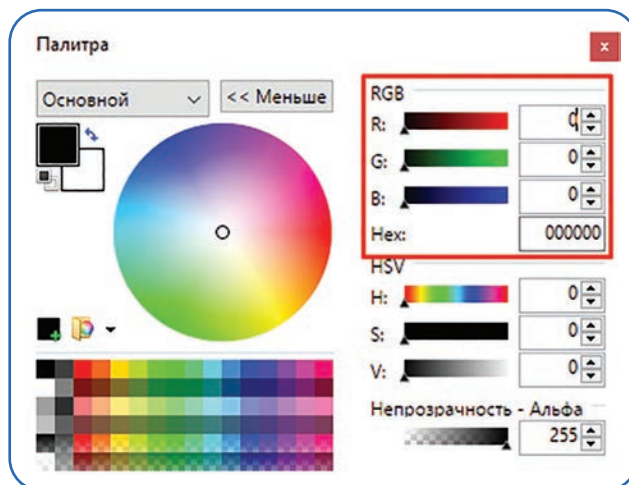 Палитра
x
Основной
<< Меньше
RGB
R: 0
G: 0
B: 0
Hex: 000000
HSV
H: 0
S: 0
V: 0
Непрозрачность - Альфа
255